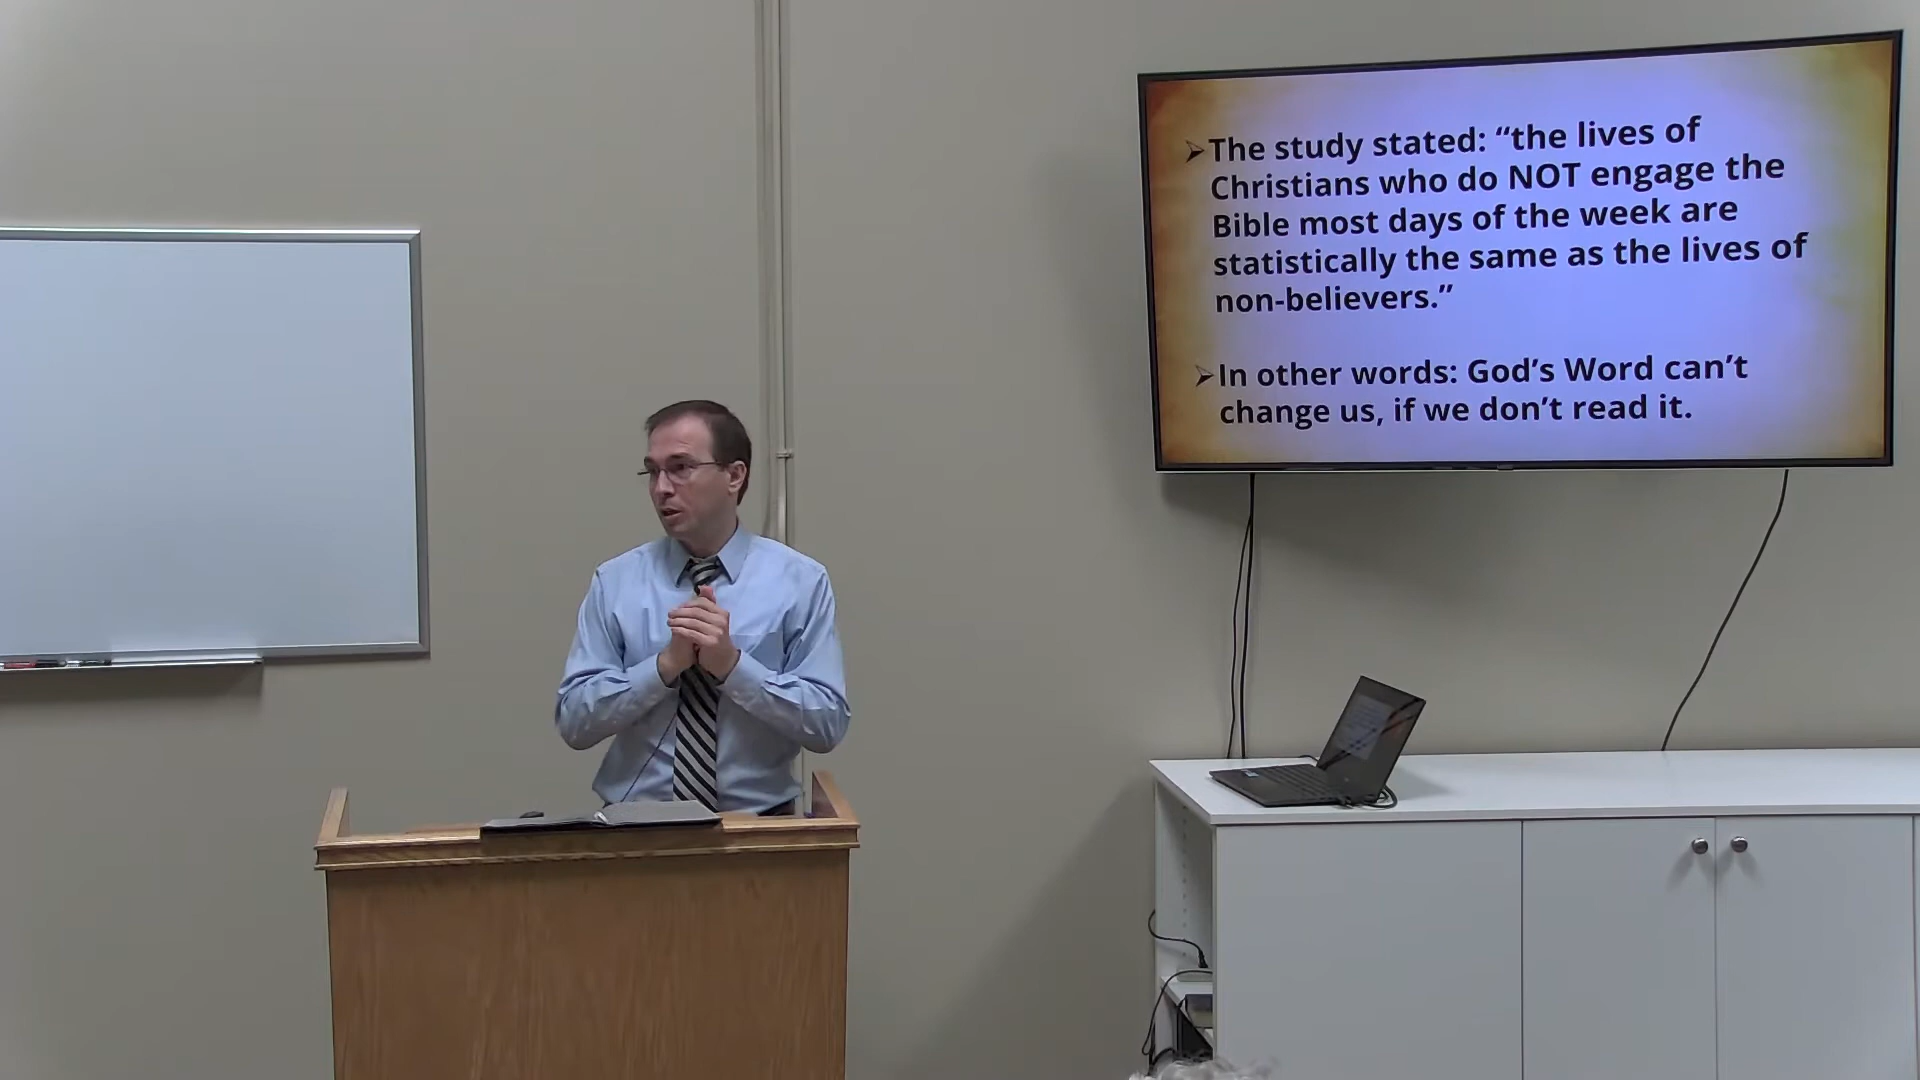 ➢The study stated: “the lives of
Christians who do NOT engage the
Bible most days of the week are
statistically the same as the lives of
non-believers.”
➢In other words: God’s Word can’t
change us, if we don’t read it.